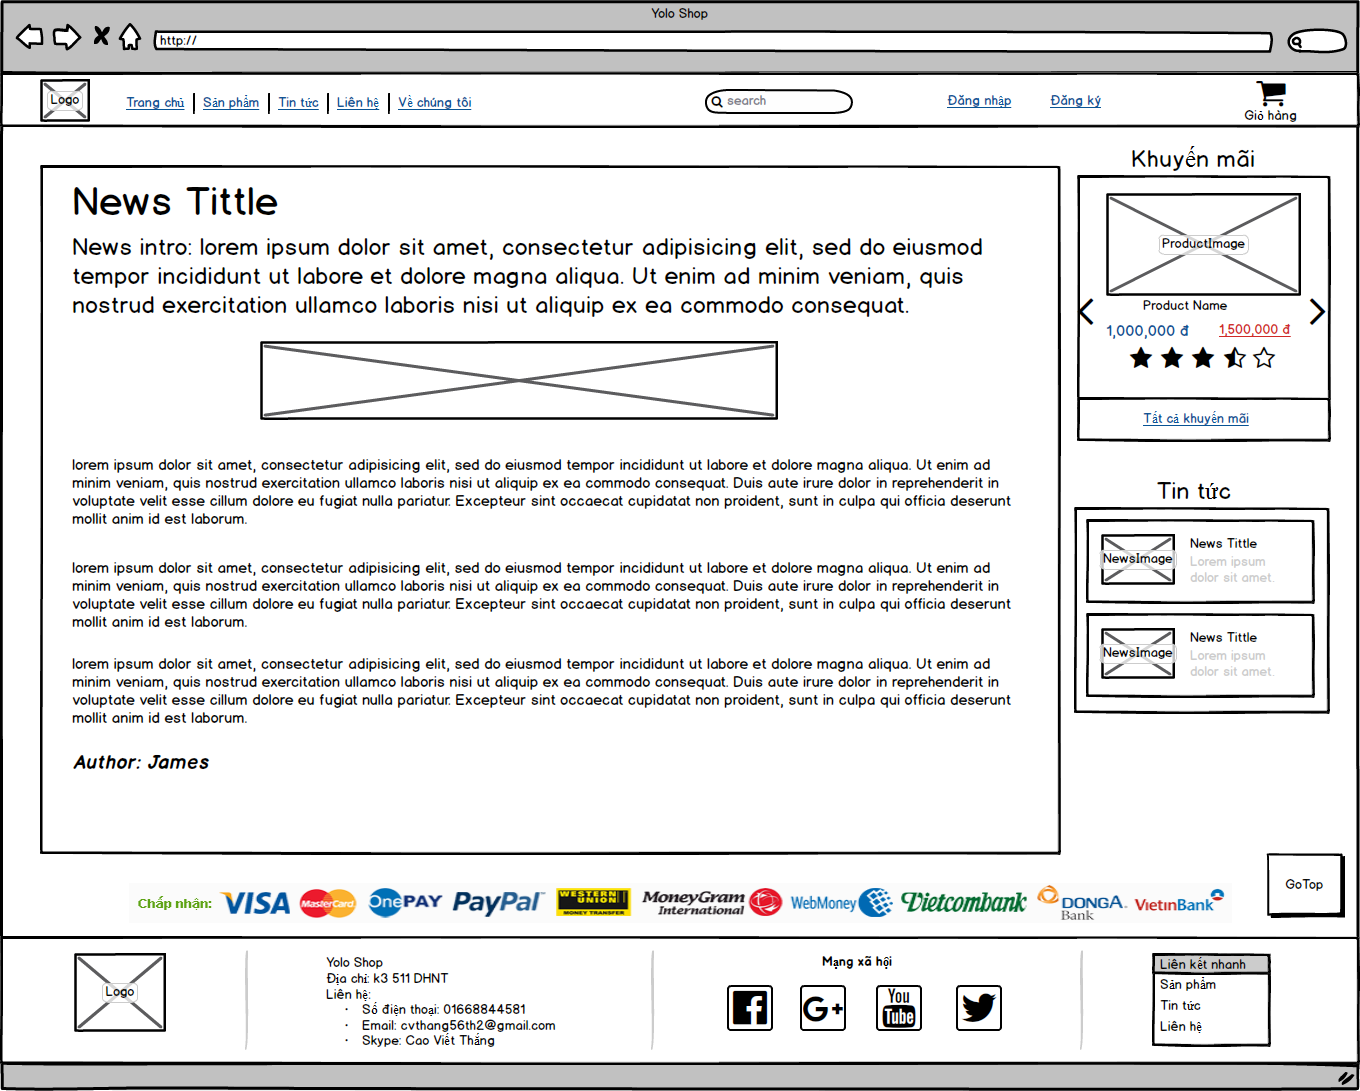 Yolo Shop
http://
Logo
Trang chủ
Sản phẩm
Tin tức
Liên hệ
Về chúng tôi
search
Đăng nhập
Đăng ký
Giỏ hàng
News Tittle
News intro: lorem ipsum dolor sit amet, consectetur adipisicing elit, sed do eiusmod
tempor incididunt ut labore et dolore magna aliqua. Ut enim ad minim veniam, quis
nostrud exercitation ullamco laboris nisi ut aliquip ex ea commodo consequat.
lorem ipsum dolor sit amet, consectetur adipisicing elit, sed do eiusmod tempor incididunt ut labore et dolore magna aliqua. Ut enim ad
minim veniam, quis nostrud exercitation ullamco laboris nisi ut aliquip ex ea commodo consequat. Duis aute irure dolor in reprehenderit in
voluptate velit esse cillum dolore eu fugiat nulla pariatur. Excepteur sint occaecat cupidatat non proident, sunt in culpa qui officia deserunt
mollit anim id est laborum.
lorem ipsum dolor sit amet, consectetur adipisicing elit, sed do eiusmod tempor incididunt ut labore et dolore magna aliqua. Ut enim ad
minim veniam, quis nostrud exercitation ullamco laboris nisi ut aliquip ex ea commodo consequat. Duis aute irure dolor in reprehenderit in
voluptate velit esse cillum dolore eu fugiat nulla pariatur. Excepteur sint occaecat cupidatat non proident, sunt in culpa qui officia deserunt
mollit anim id est laborum.
lorem ipsum dolor sit amet, consectetur adipisicing elit, sed do eiusmod tempor incididunt ut labore et dolore magna aliqua. Ut enim ad
minim veniam, quis nostrud exercitation ullamco laboris nisi ut aliquip ex ea commodo consequat. Duis aute irure dolor in reprehenderit in
voluptate velit esse cillum dolore eu fugiat nulla pariatur. Excepteur sint occaecat cupidatat non proident, sunt in culpa qui officia deserunt
mollit anim id est laborum.
Author: James
Khuyến mãi
ProductImage
Product Name
1,000,000 đ
1,500,000 đ
Tất cả khuyến mãi
Tin tức
NewsImage
News Tittle
Lorem ipsum
dolor sit amet.
NewsImage
News Tittle
Lorem ipsum
dolor sit amet.
GoTop
Chấp nhận:
VISA
MasterCard
OnePAY
PayPal
WESTERN
UNION
MONEY TRANSFER
MoneyGram
International
WebMoney
Vietcombank
DONGA
Bank
VietinBank
Logo
Yolo Shop
Địa chỉ: k3 511 DHNT
Liên hệ:
· Số điện thoại: 01668844581
· Email: cvthang56th2@gmail.com
· Skype: Cao Viết Thắng
Mạng xã hội
f
G+
You
Tube
Liên kết nhanh
Sản phẩm
Tin tức
Liên hệ